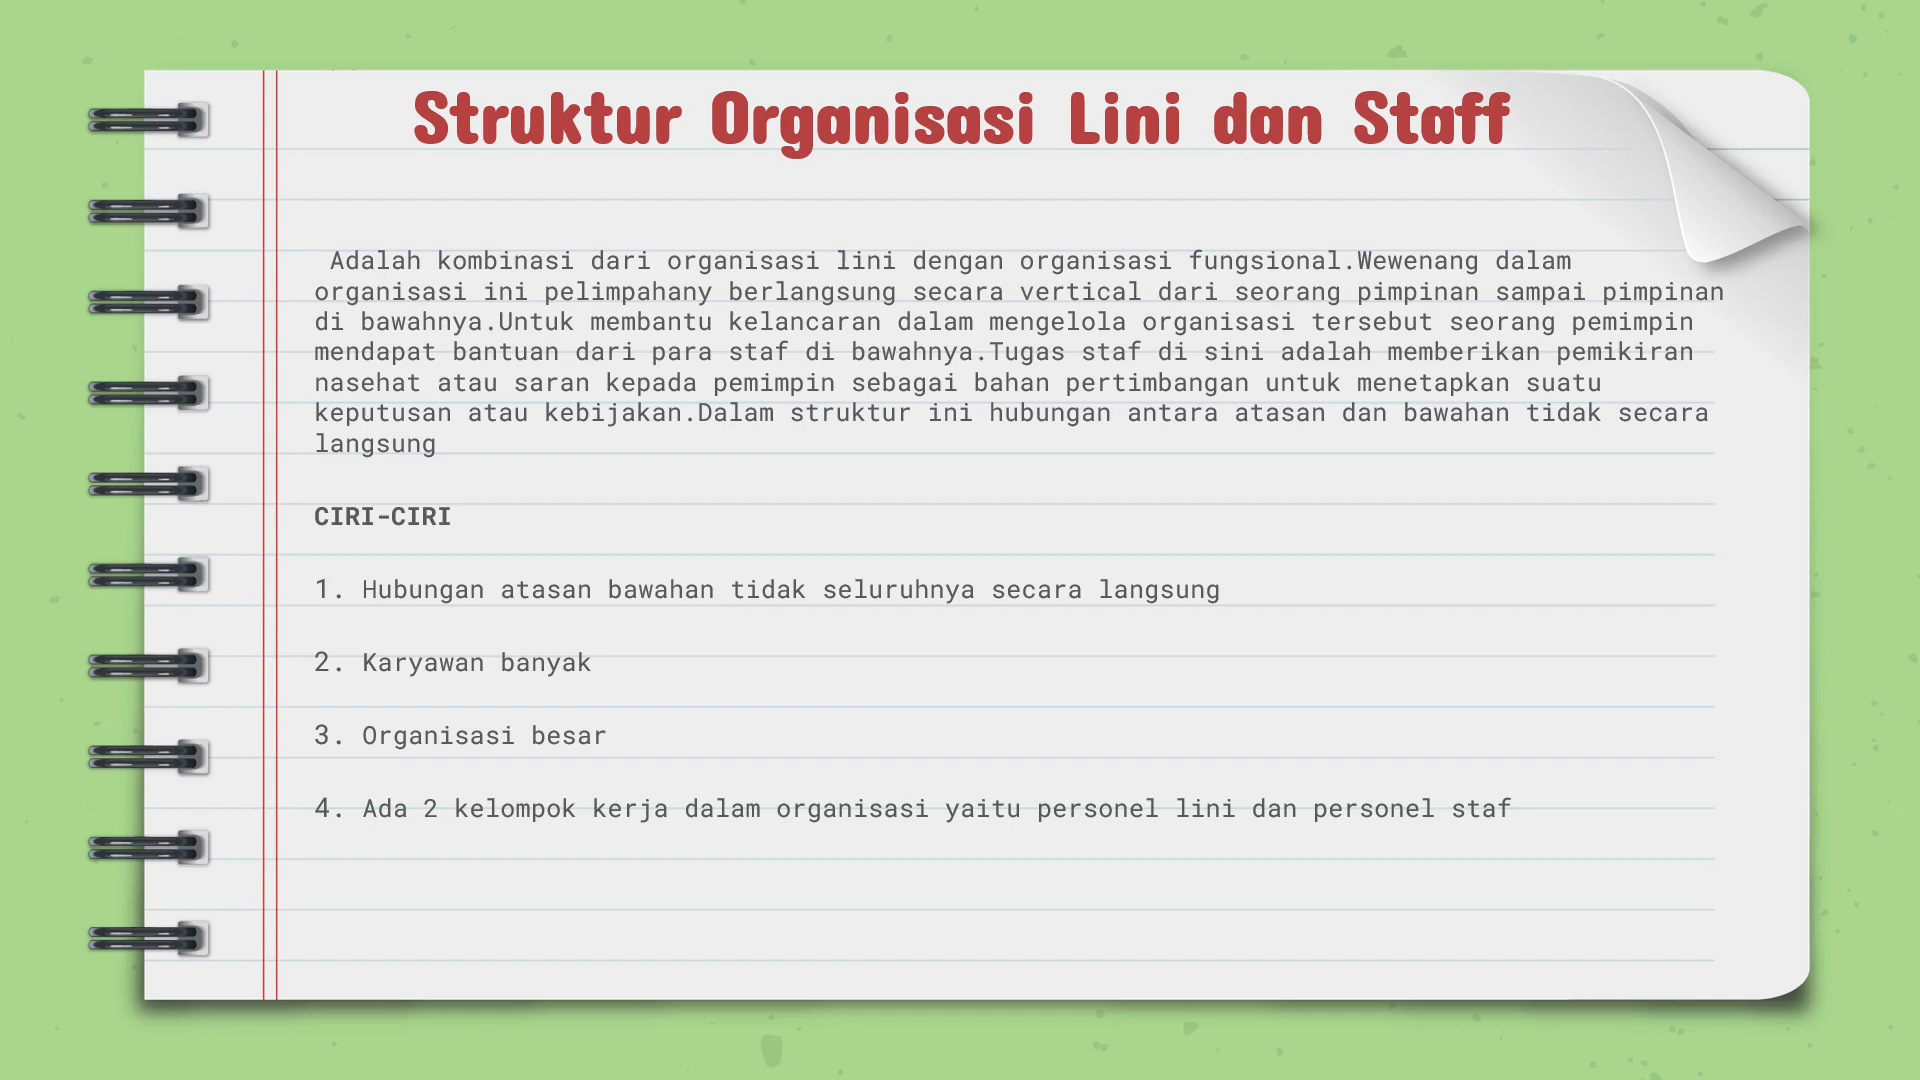 Struktur Organisasi Lini dan Staff
Adalah kombinasi dari organisasi lini dengan organisasi fungsional.Wewenang dalam
organisasi ini pelimpahany berlangsung secara vertical dari seorang pimpinan sampai pimpinan
di bawahnya.Untuk membantu kelancaran dalam mengelola organisasi tersebut seorang pemimpin
mendapat bantuan dari para staf di bawahnya.Tugas staf di sini adalah memberikan pemikiran
nasehat atau saran kepada pemimpin sebagai bahan pertimbangan untuk menetapkan suatu
keputusan atau kebijakan.Dalam struktur ini hubungan antara atasan dan bawahan tidak secara
langsung
CIRI-CIRI
1. Hubungan atasan bawahan tidak seluruhnya secara langsung
2. Karyawan banyak
3. Organisasi besar
4. Ada 2 kelompok kerja dalam organisasi yaitu personel lini dan personel staf